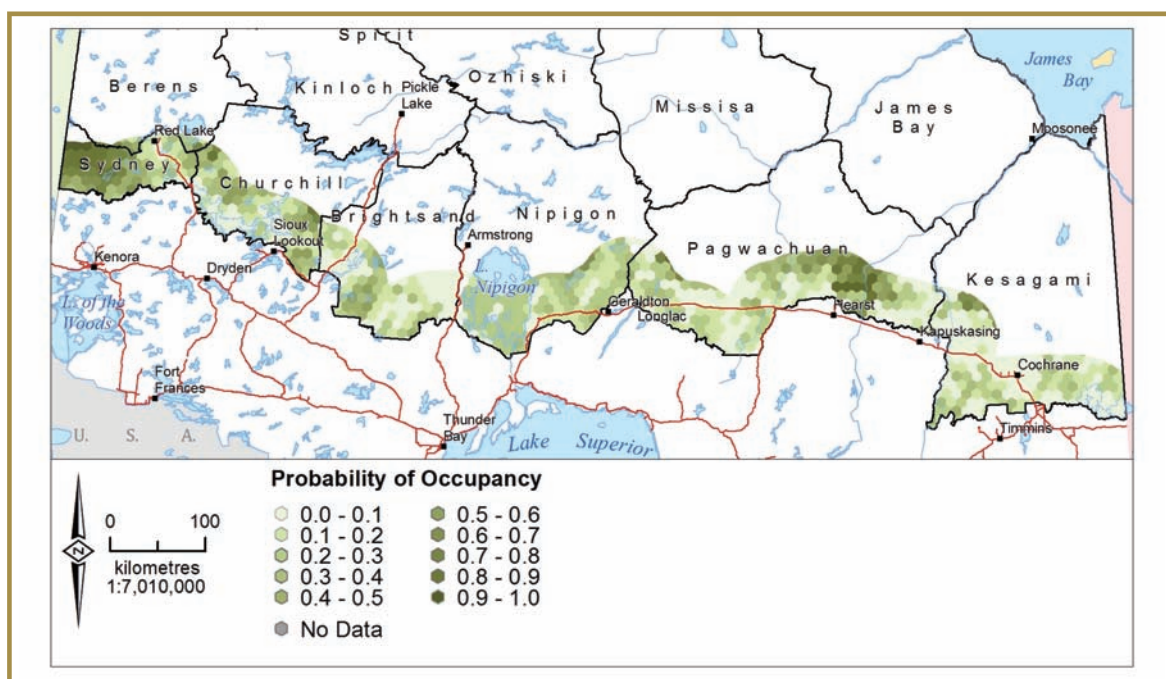 Spirit
Ozhiski
James
Bay
Berens
Kinloch
Pickle
Lake
Missisa
James
Bay
Moosonee
Red Lake
Sydney
Churchill
Brightsand
Nipigon
Sioux
Lookout
Armstrong
Pagwachuan
Kesagami
Kenora
Dryden
L.
Nipigon
L. of the
Woods
Geraldton
Longlac
Hearst
Kapuskasing
Cochrane
Fort
Frances
Thunder
Bay
Lake Superior
Timmins
U. S. A.
Probability of Occupancy
0.0 - 0.1
0.1 - 0.2
0.2 - 0.3
0.3 - 0.4
0.4 - 0.5
No Data
0.5 - 0.6
0.6 - 0.7
0.7 - 0.8
0.8 - 0.9
0.9 - 1.0
N
0 100
kilometres
1:7,010,000